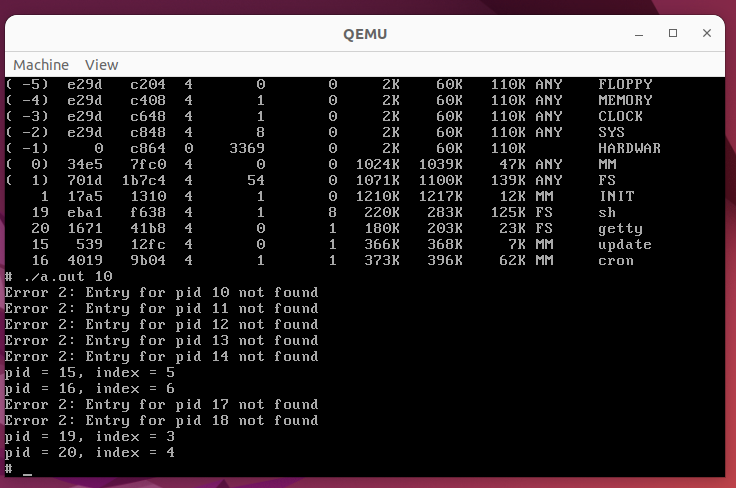 QEMU
Machine View
( -5) e29d c204 4 0 0 2K 60K 110K ANY FLOPPY
( -4) e29d c408 4 1 0 2K 60K 110K ANY MEMORY
( -3) e29d c648 4 1 0 2K 60K 110K ANY CLOCK
( -2) e29d c848 4 8 0 2K 60K 110K ANY SYS
( -1) 0 c864 0 3369 0 2K 60K 110K HARDWAR
( 0) 34e5 7fc0 4 0 0 1024K 1039K 47K ANY MM
( 1) 701d 1b7c4 4 54 0 1071K 1100K 139K ANY FS
1 17a5 1310 4 1 0 1210K 1217K 12K MM INIT
19 eba1 f638 4 1 8 220K 283K 125K FS sh
20 1671 41b8 4 0 1 180K 203K 23K FS getty
15 539 12fc 4 0 1 366K 368K 7K MM update
16 4019 9b04 4 1 1 373K 396K 62K MM cron
# ./a.out 10
Error 2: Entry for pid 10 not found
Error 2: Entry for pid 11 not found
Error 2: Entry for pid 12 not found
Error 2: Entry for pid 13 not found
Error 2: Entry for pid 14 not found
pid = 15, index = 5
pid = 16, index = 6
Error 2: Entry for pid 17 not found
Error 2: Entry for pid 18 not found
pid = 19, index = 3
pid = 20, index = 4
# _